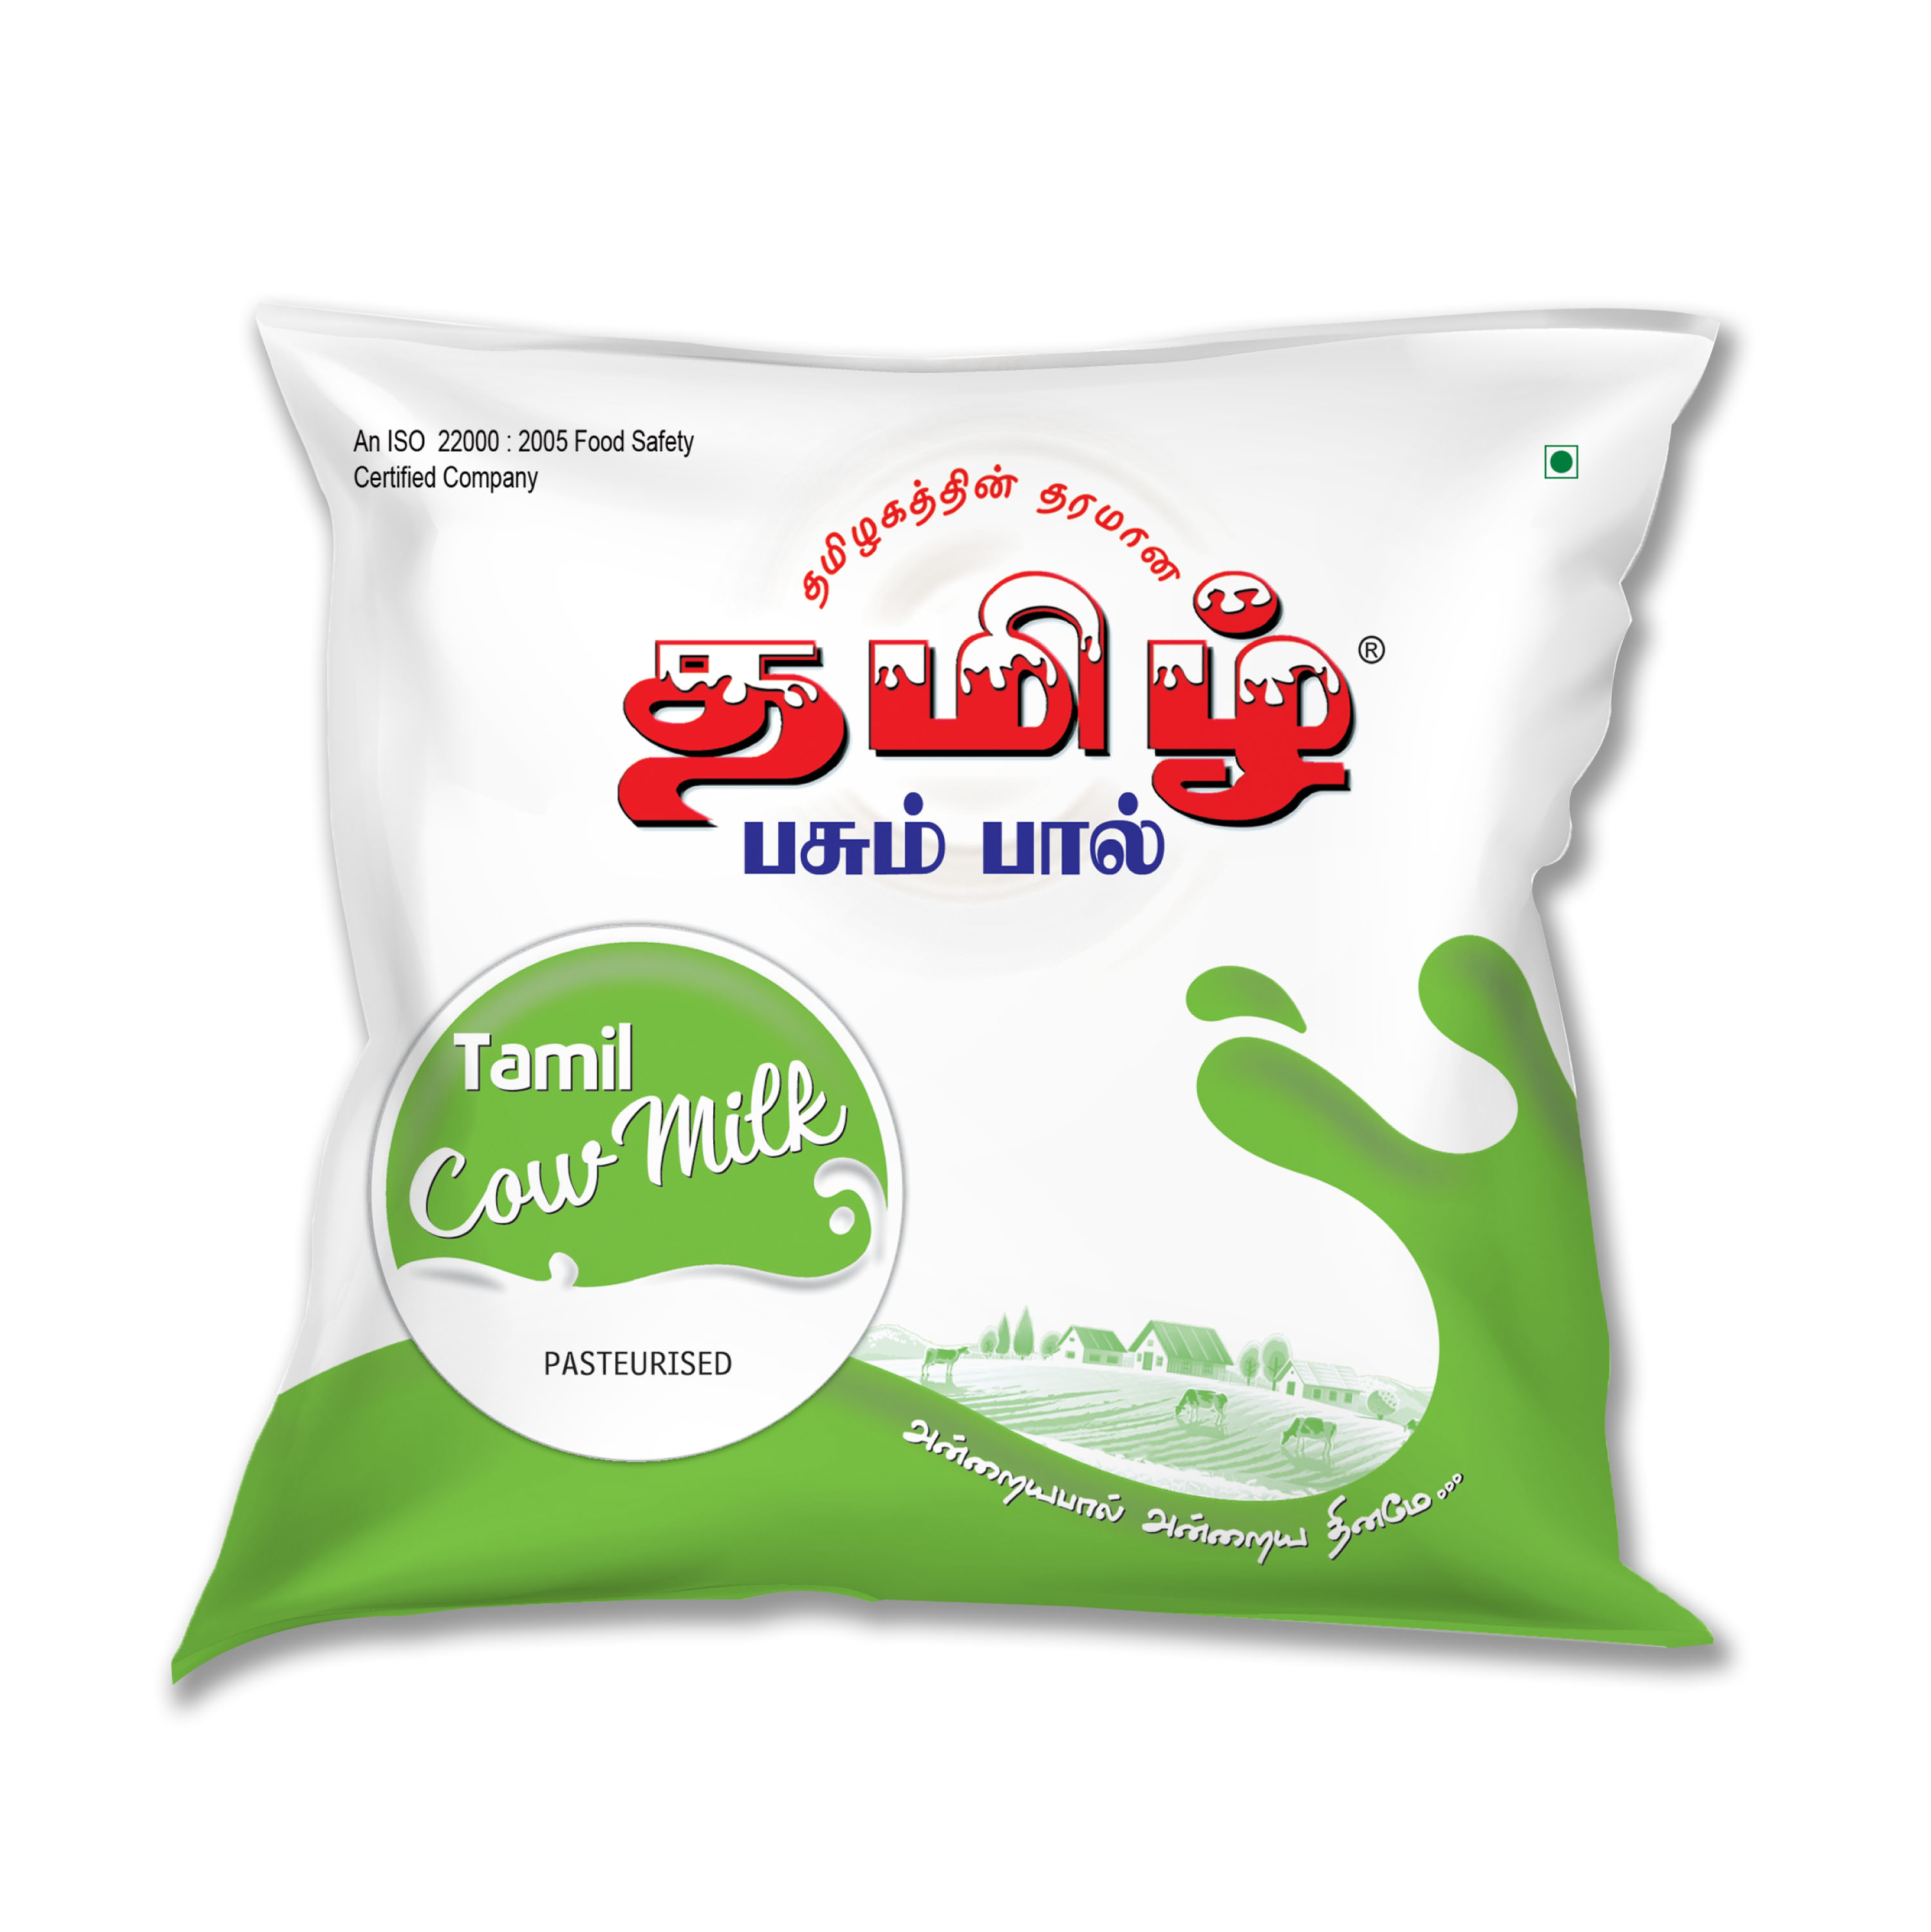 An ISO 22000 : 2005 Food Safety
Certified Company
தமிழகத்தின் தரமான
தமிழ் ®
பசும் பால்
Tamil
Cow Milk
PASTEURISED
அன்றையபால் அன்றைய தினமே...